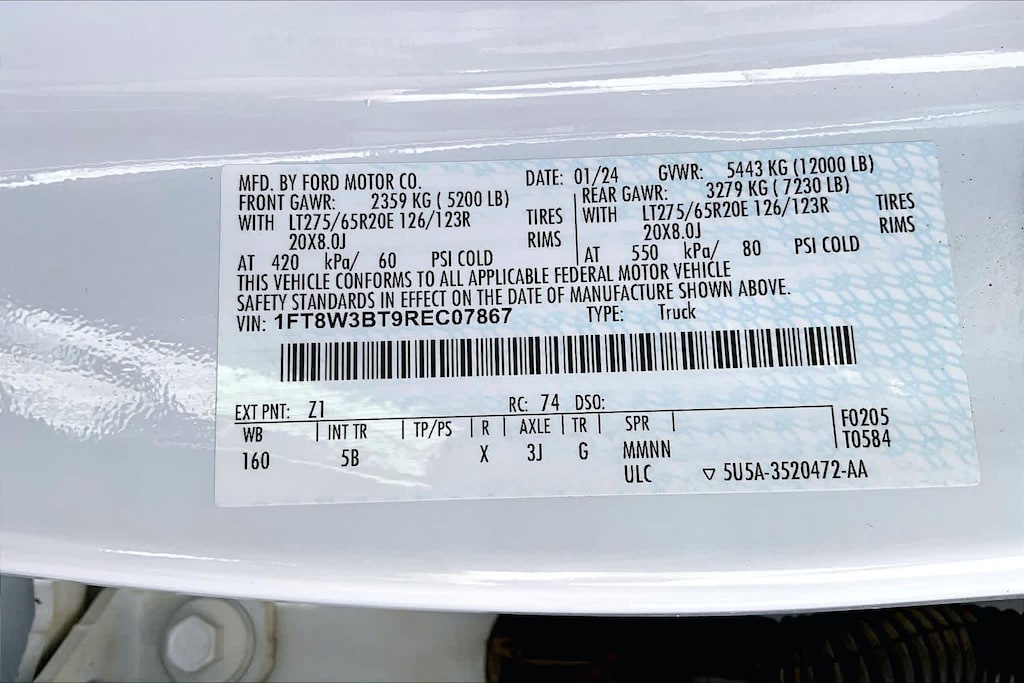 MFD. BY FORD MOTOR CO. DATE: 01/24 GVWR: 5443 KG (12000 LB)
FRONT GAWR: 2359 KG ( 5200 LB) REAR GAWR: 3279 KG ( 7230 LB)
WITH LT275/65R20E 126/123R TIRES WITH LT275/65R20E 126/123R TIRES
20X8.0J RIMS 20X8.0J RIMS
AT 420 kPa/ 60 PSI COLD AT 550 kPa/ 80 PSI COLD
THIS VEHICLE CONFORMS TO ALL APPLICABLE FEDERAL MOTOR VEHICLE
SAFETY STANDARDS IN EFFECT ON THE DATE OF MANUFACTURE SHOWN ABOVE.
VIN: 1FT8W3BT9REC07867 TYPE: Truck
EXT PNT: Z1 RC: 74 DSO:
WB INT TR TP/PS R AXLE TR SPR F0205
160 5B X 3J G MMNN T0584
ULC ▽ 5U5A-3520472-AA